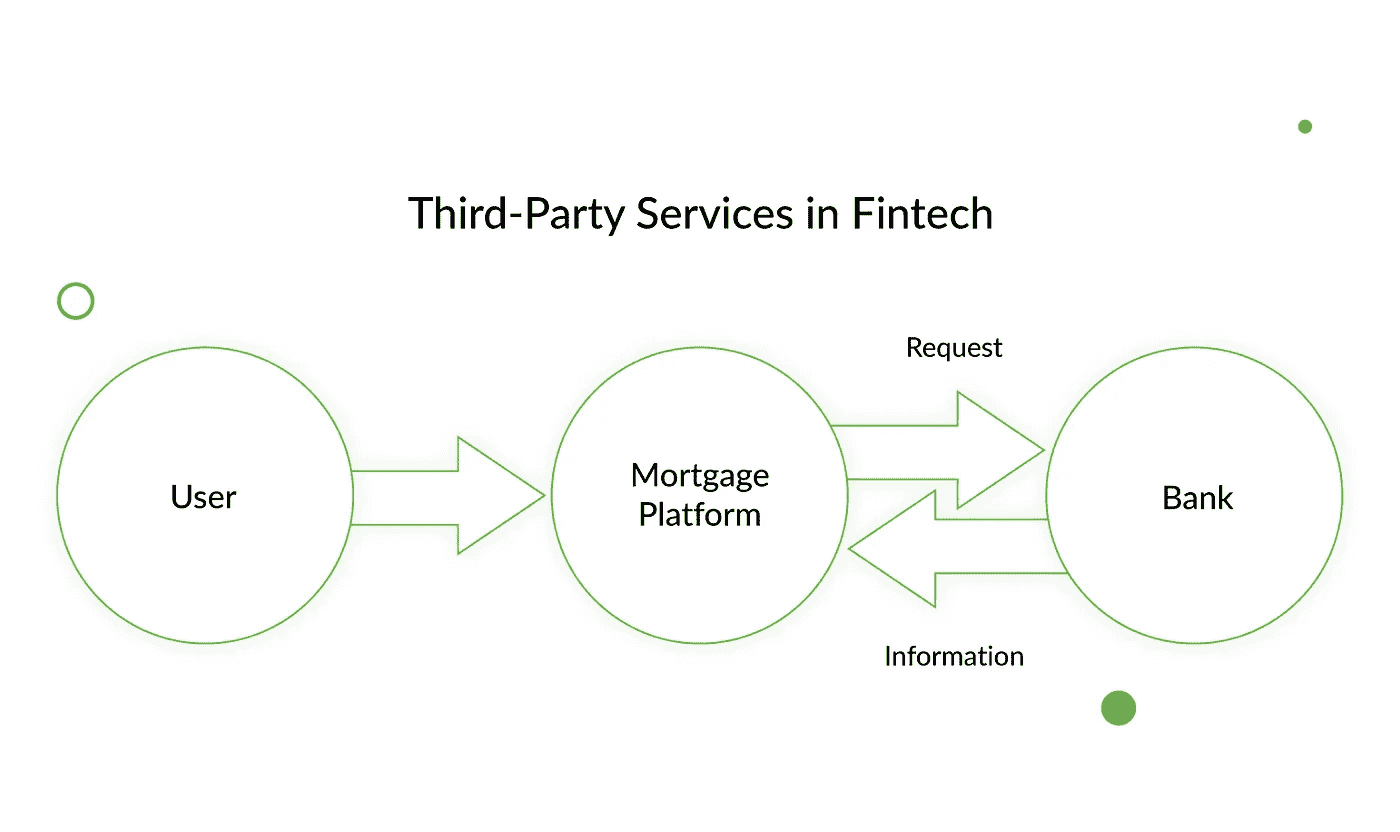 Third-Party Services in Fintech
Request
User
Mortgage
Platform
Bank
Information